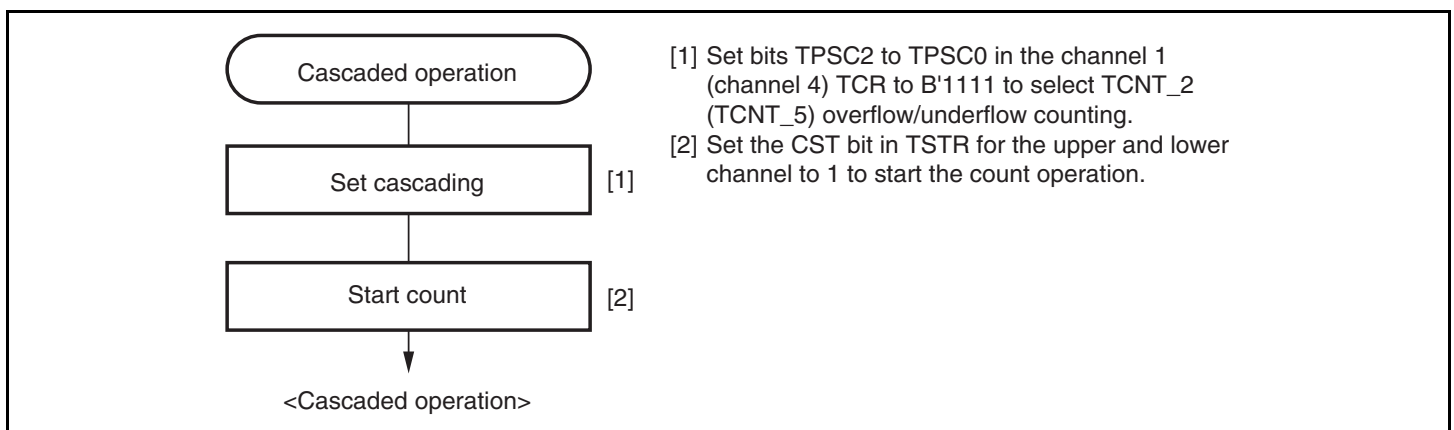 Cascaded operation
Set cascading
[1]
Start count
[2]
<Cascaded operation>
[1] Set bits TPSC2 to TPSC0 in the channel 1
(channel 4) TCR to B'1111 to select TCNT_2
(TCNT_5) overflow/underflow counting.
[2] Set the CST bit in TSTR for the upper and lower
channel to 1 to start the count operation.